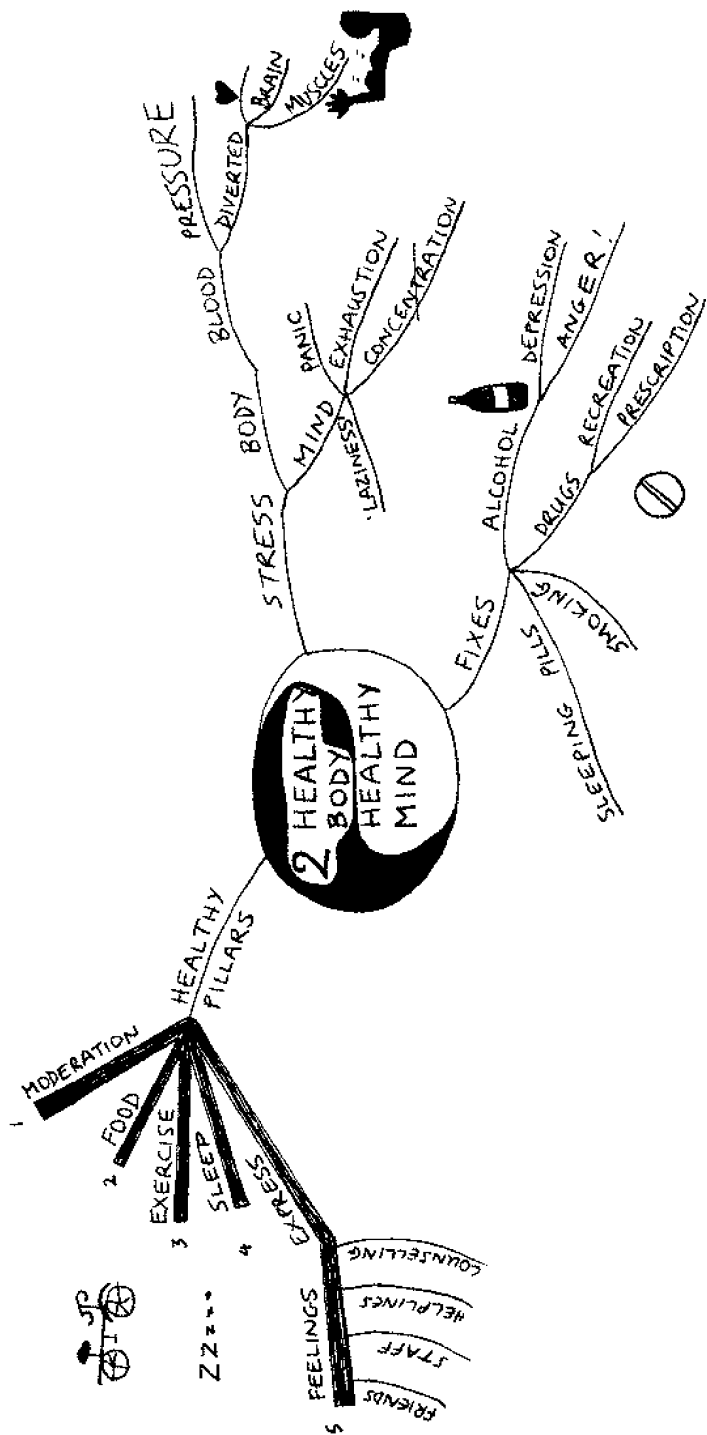 2 HEALTHY
BODY
HEALTHY
MIND
STRESS
BODY
BLOOD
PRESSURE
DIVERTED
BRAIN
MUSCLES
MIND
PANIC
EXHAUSTION
CONCENTRATION
'LAZINESS'
FIXES
ALCOHOL
DEPRESSION
ANGER!
DRUGS
RECREATION
PRESCRIPTION
SMOKING
SLEEPING PILLS
HEALTHY
PILLARS
1 MODERATION
2 FOOD
3 EXERCISE
4 SLEEP
ZZzzz
5 EXPRESS
FEELINGS
COUNSELLING
HELPLINES
STAFF
FRIENDS